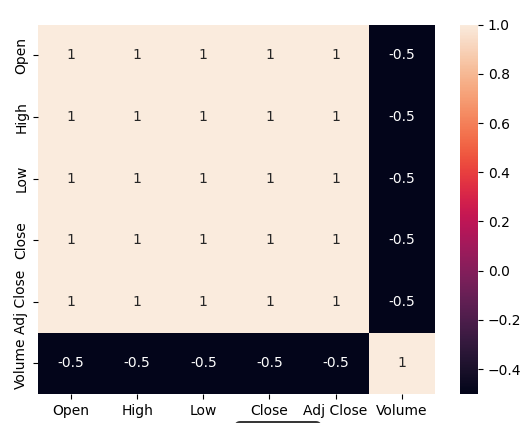 Open 1 1 1 1 1 -0.5
High 1 1 1 1 1 -0.5
Low 1 1 1 1 1 -0.5
Close 1 1 1 1 1 -0.5
Adj Close 1 1 1 1 1 -0.5
Volume -0.5 -0.5 -0.5 -0.5 -0.5 1
Open High Low Close Adj Close Volume
1.0
0.8
0.6
0.4
0.2
0.0
−0.2
−0.4